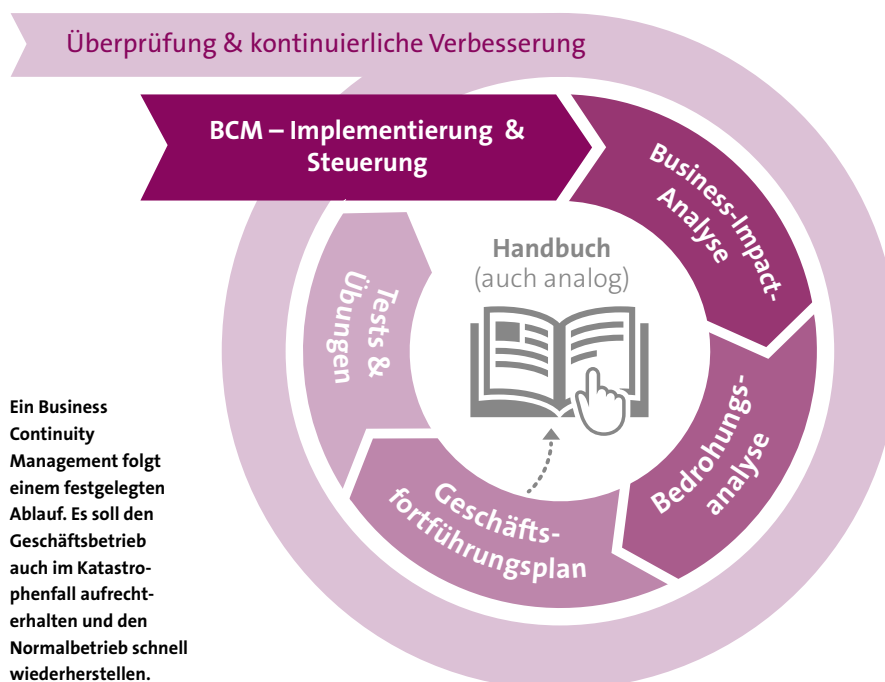 Überprüfung & kontinuierliche Verbesserung
BCM – Implementierung &
Steuerung
Business-Impact-
Analyse
Bedrohungs-
analyse
Geschäfts-
fortführungsplan
Tests &
Übungen
Handbuch
(auch analog)
Ein Business
Continuity
Management folgt
einem festgelegten
Ablauf. Es soll den
Geschäftsbetrieb
auch im Katastro-
phenfall aufrecht-
erhalten und den
Normalbetrieb schnell
wiederherstellen.